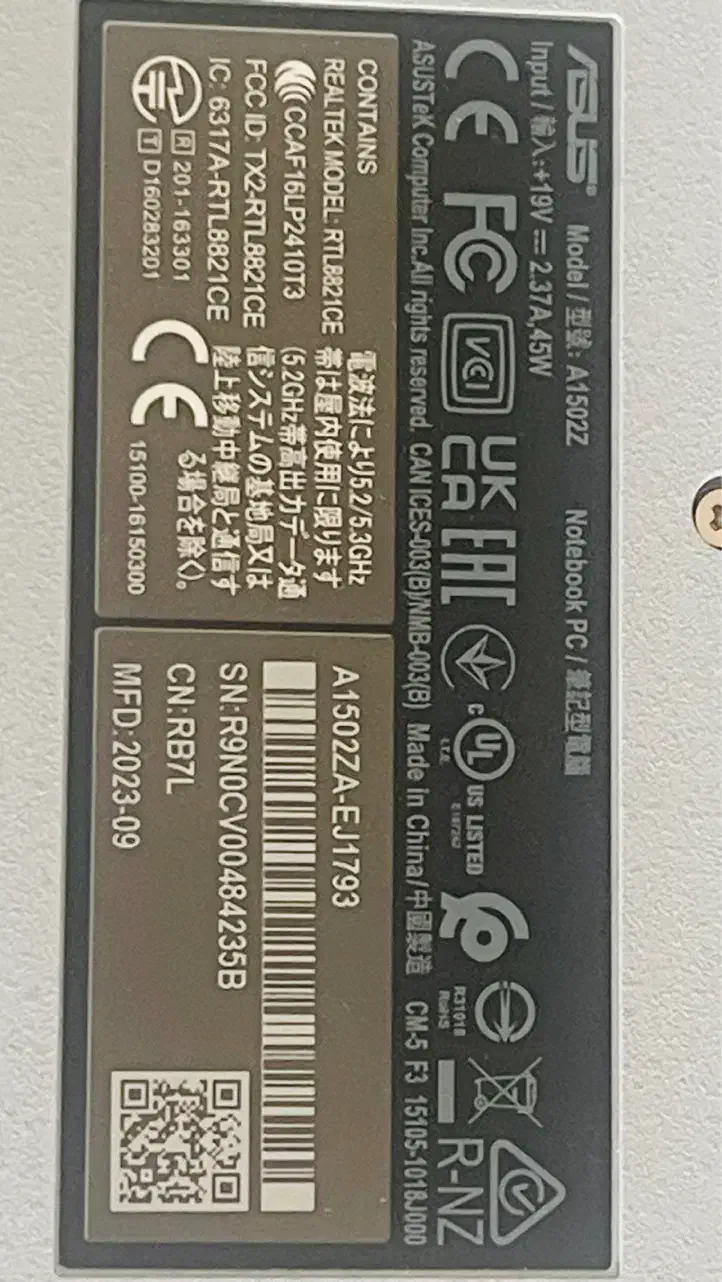 ASUS® Model / 型號: A1502Z Notebook PC / 筆記型電腦
Input / 輸入:+19V ⎓ 2.37A,45W
CE FC VCCI UK CA EAC C UL US LISTED
I.T.E. E187242
R31018
RoHS
R-NZ
ASUSTeK Computer Inc.All rights reserved. CAN ICES-003(B)/NMB-003(B) Made in China/中國製造 CM-5 F3 15105-1018J000
CONTAINS
REALTEK MODEL: RTL8821CE
CCAF16LP2410T3
FCC ID: TX2-RTL8821CE
IC: 6317A-RTL8821CE
R 201-163301
Y D160283201
電波法により5.2/5.3GHz
帯は屋内使用に限ります
(5.2GHz帯高出力データ通
信システムの基地局又は
陸上移動中継局と通信す
る場合を除く)。
CE
15100-16150300
A1502ZA-EJ1793
SN:R9N0CV00484235B
CN:RB7L
MFD:2023-09